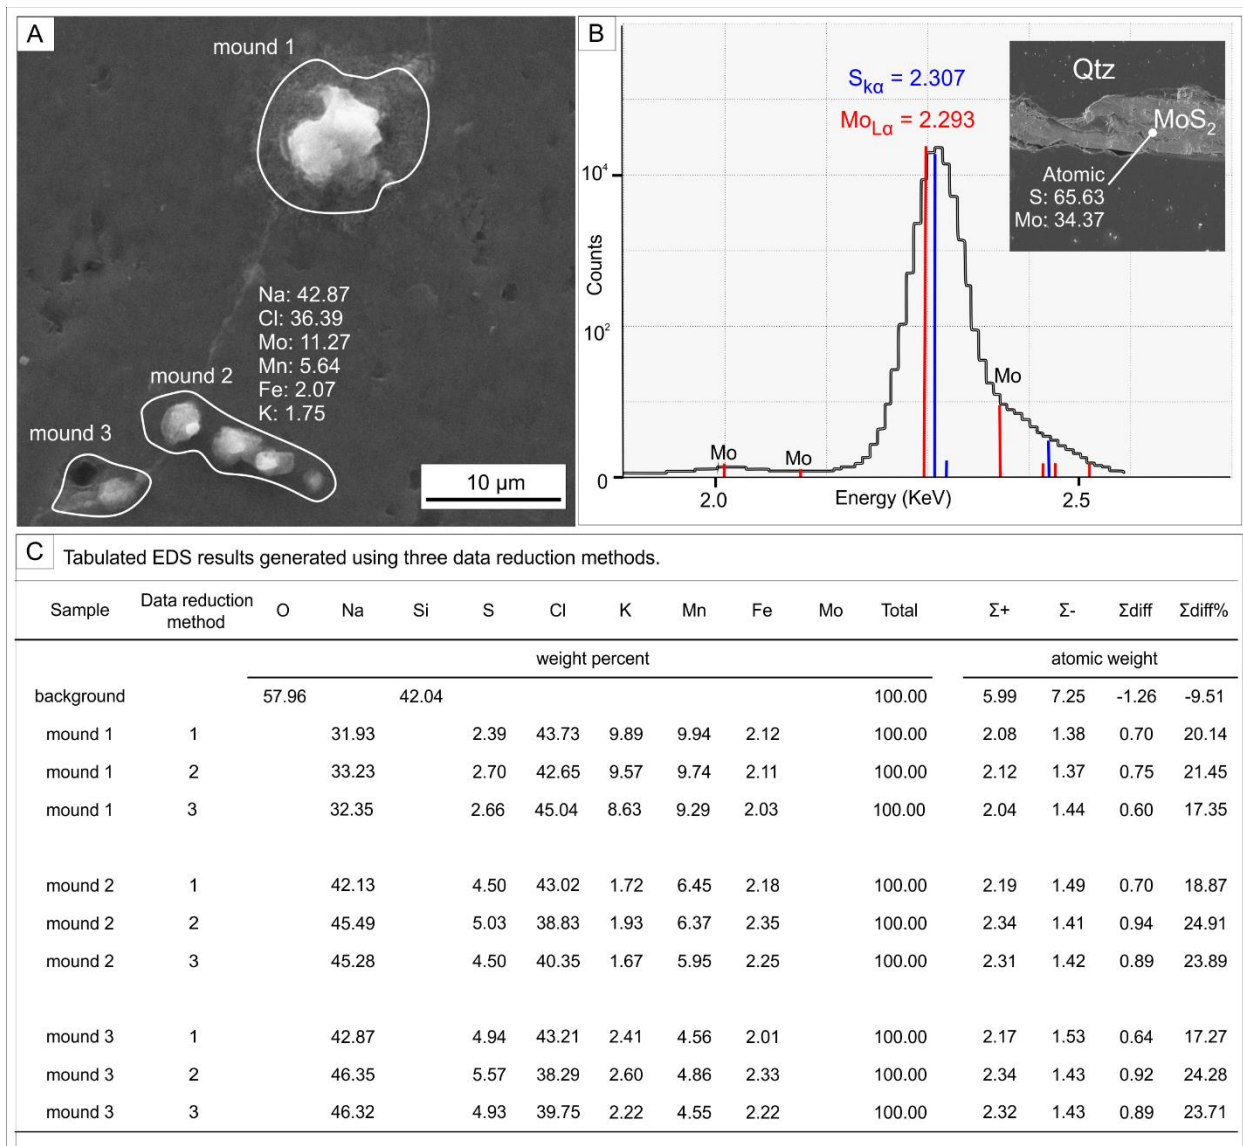 A
mound 1
Na: 42.87
Cl: 36.39
Mo: 11.27
Mn: 5.64
Fe: 2.07
K: 1.75
mound 2
mound 3
10 µm
B
Skα = 2.307
MoLα = 2.293
Qtz
MoS2
Atomic
S: 65.63
Mo: 34.37
10^4
Counts
10^2
Mo
Mo
Mo
0
2.0
Energy (KeV)
2.5
C Tabulated EDS results generated using three data reduction methods.
Sample Data reduction method O Na Si S Cl K Mn Fe Mo Total Σ+ Σ- Σdiff Σdiff%
weight percent atomic weight
background 57.96 42.04 100.00 5.99 7.25 -1.26 -9.51
mound 1 1 31.93 2.39 43.73 9.89 9.94 2.12 100.00 2.08 1.38 0.70 20.14
mound 1 2 33.23 2.70 42.65 9.57 9.74 2.11 100.00 2.12 1.37 0.75 21.45
mound 1 3 32.35 2.66 45.04 8.63 9.29 2.03 100.00 2.04 1.44 0.60 17.35
mound 2 1 42.13 4.50 43.02 1.72 6.45 2.18 100.00 2.19 1.49 0.70 18.87
mound 2 2 45.49 5.03 38.83 1.93 6.37 2.35 100.00 2.34 1.41 0.94 24.91
mound 2 3 45.28 4.50 40.35 1.67 5.95 2.25 100.00 2.31 1.42 0.89 23.89
mound 3 1 42.87 4.94 43.21 2.41 4.56 2.01 100.00 2.17 1.53 0.64 17.27
mound 3 2 46.35 5.57 38.29 2.60 4.86 2.33 100.00 2.34 1.43 0.92 24.28
mound 3 3 46.32 4.93 39.75 2.22 4.55 2.22 100.00 2.32 1.43 0.89 23.71